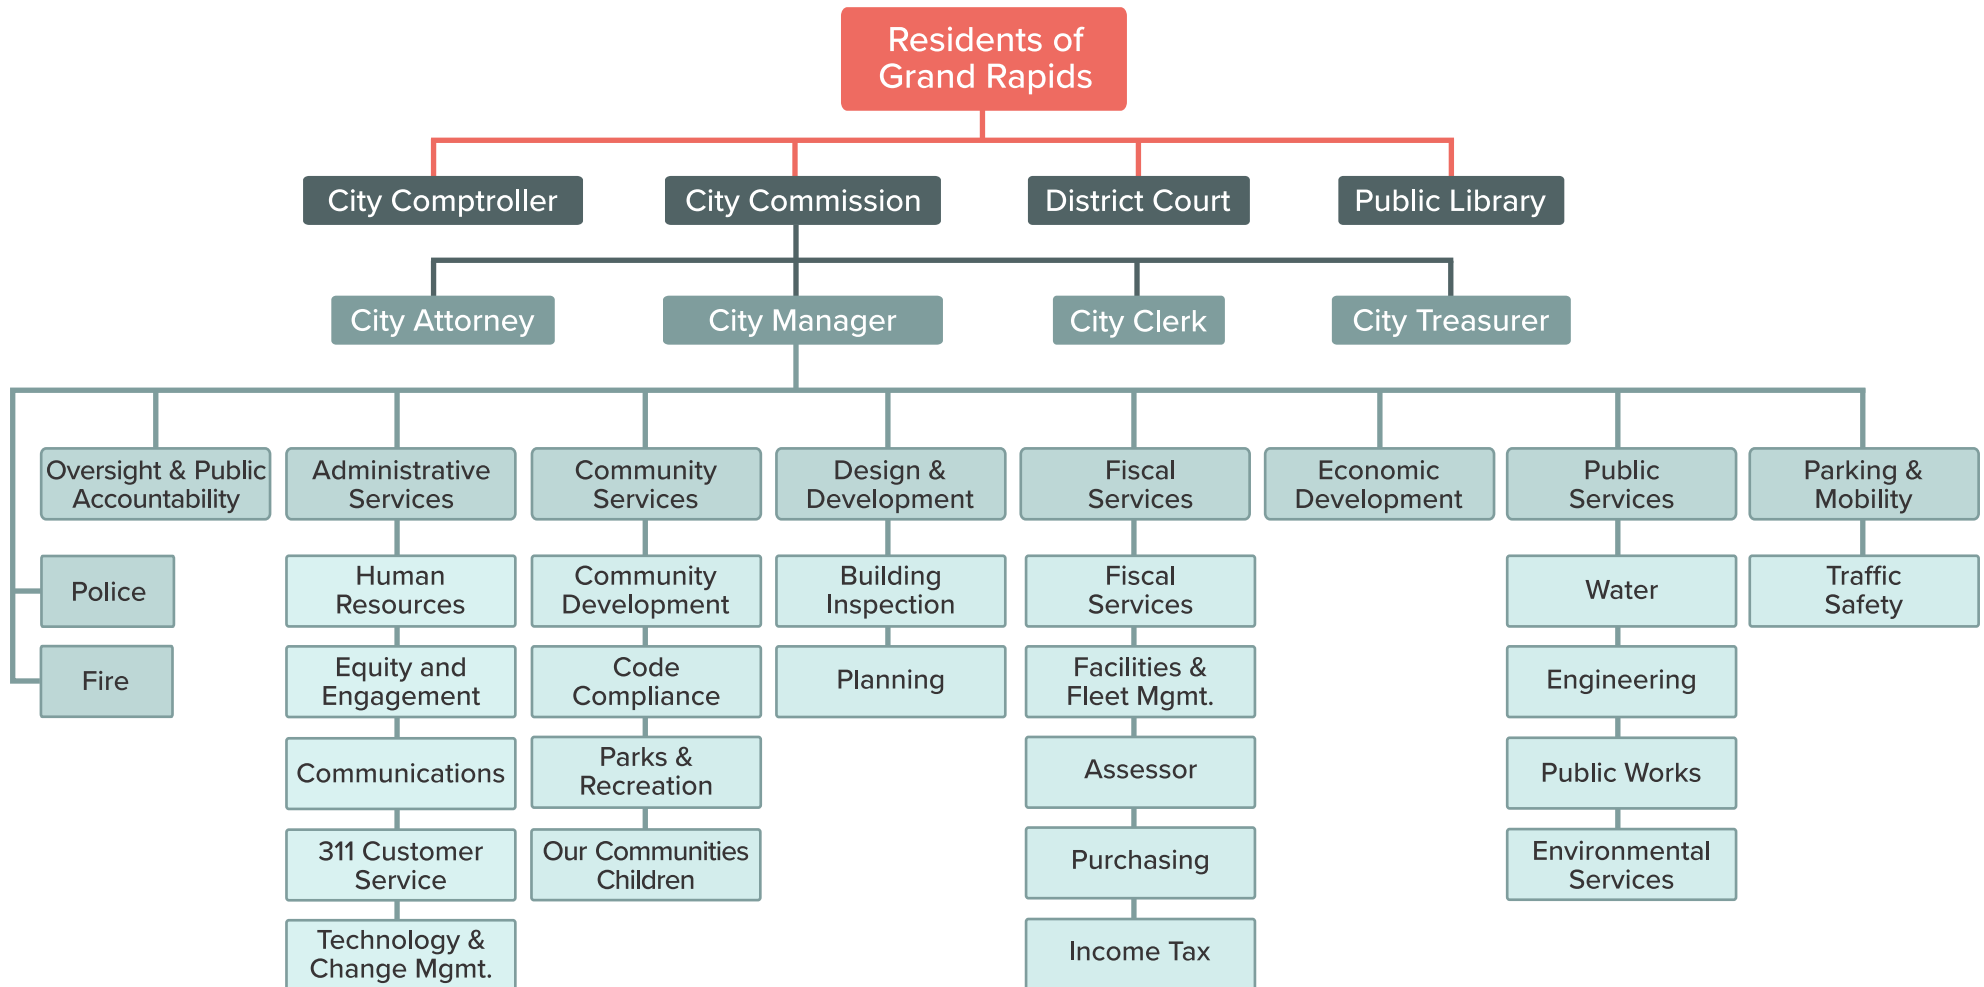 Residents of
Grand Rapids
City Comptroller
City Commission
District Court
Public Library
City Attorney
City Manager
City Clerk
City Treasurer
Oversight & Public
Accountability
Administrative
Services
Community
Services
Design &
Development
Fiscal
Services
Economic
Development
Public
Services
Parking &
Mobility
Police
Fire
Human
Resources
Equity and
Engagement
Communications
311 Customer
Service
Technology &
Change Mgmt.
Community
Development
Code
Compliance
Parks &
Recreation
Our Communities
Children
Building
Inspection
Planning
Fiscal
Services
Facilities &
Fleet Mgmt.
Assessor
Purchasing
Income Tax
Water
Engineering
Public Works
Environmental
Services
Traffic
Safety